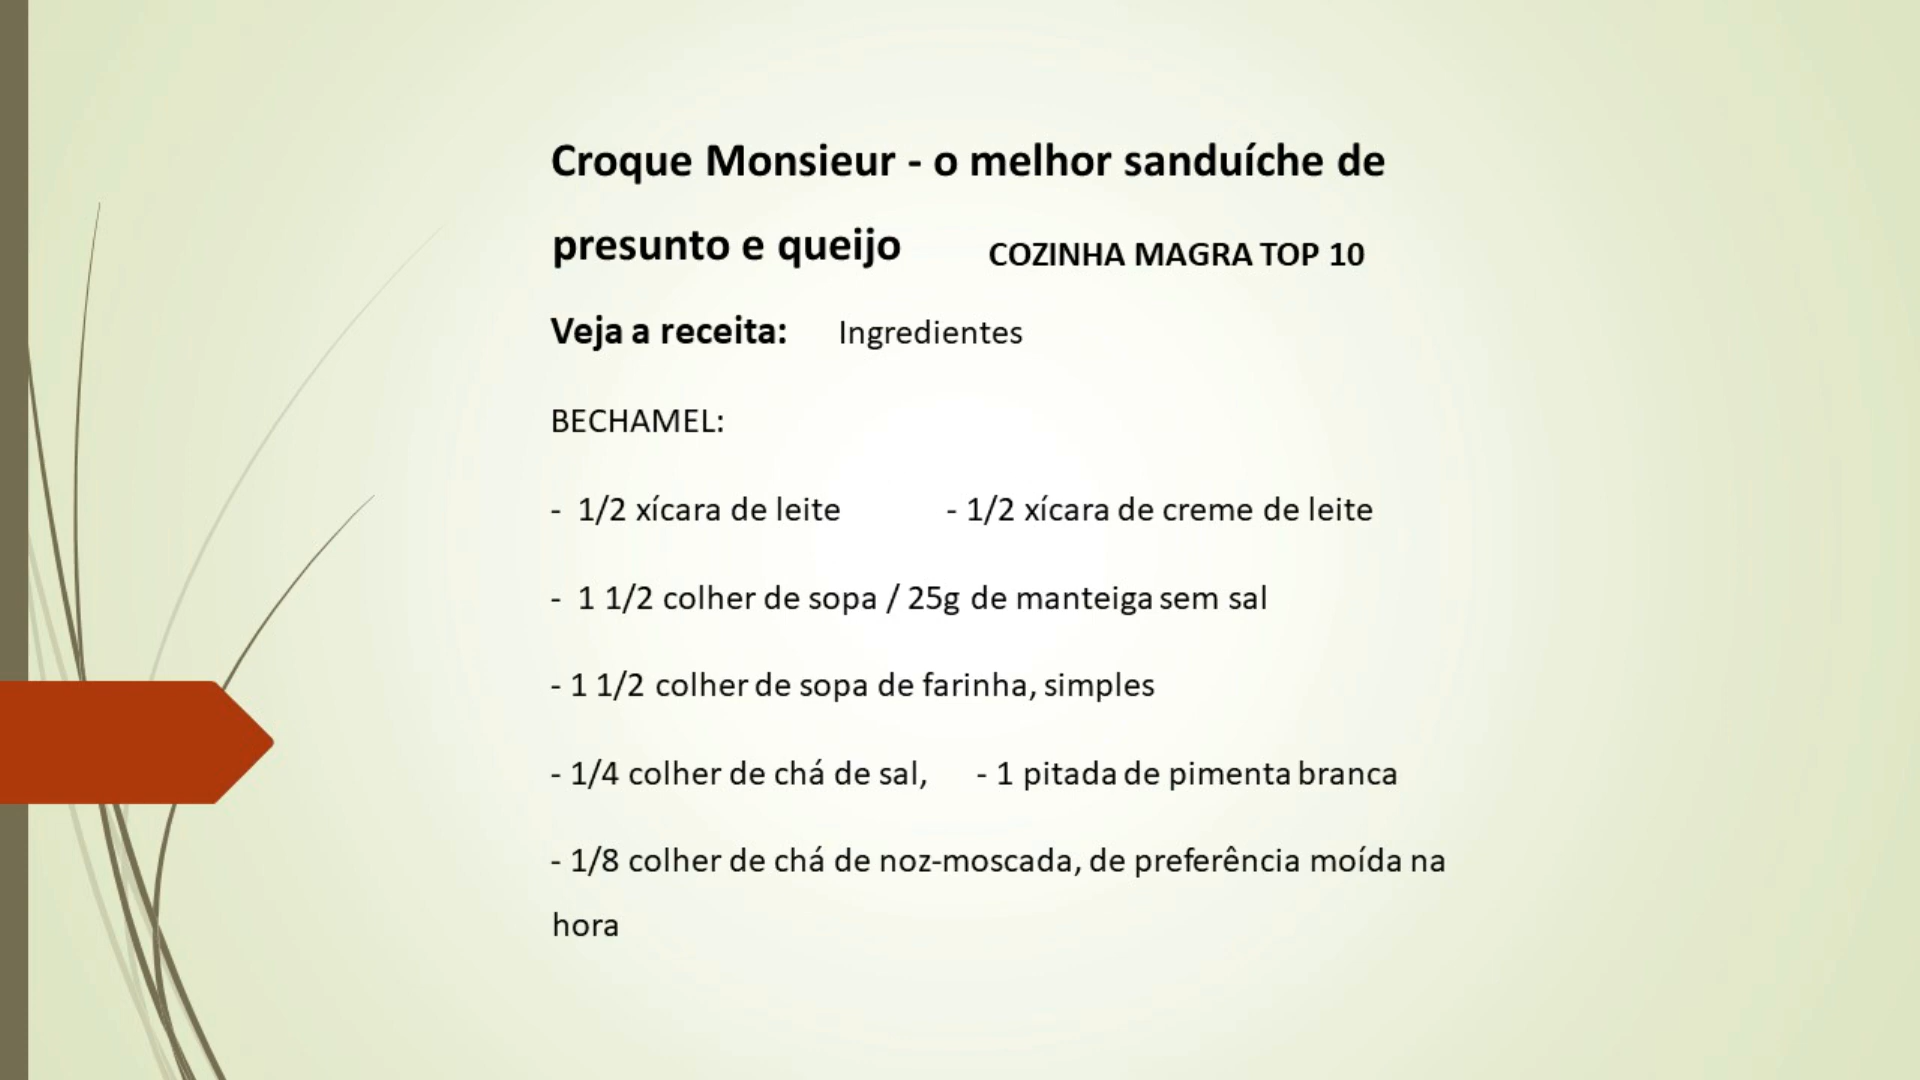 Croque Monsieur - o melhor sanduíche de
presunto e queijo COZINHA MAGRA TOP 10
Veja a receita: Ingredientes
BECHAMEL:
- 1/2 xícara de leite - 1/2 xícara de creme de leite
- 1 1/2 colher de sopa / 25g de manteiga sem sal
- 1 1/2 colher de sopa de farinha, simples
- 1/4 colher de chá de sal, - 1 pitada de pimenta branca
- 1/8 colher de chá de noz-moscada, de preferência moída na
hora